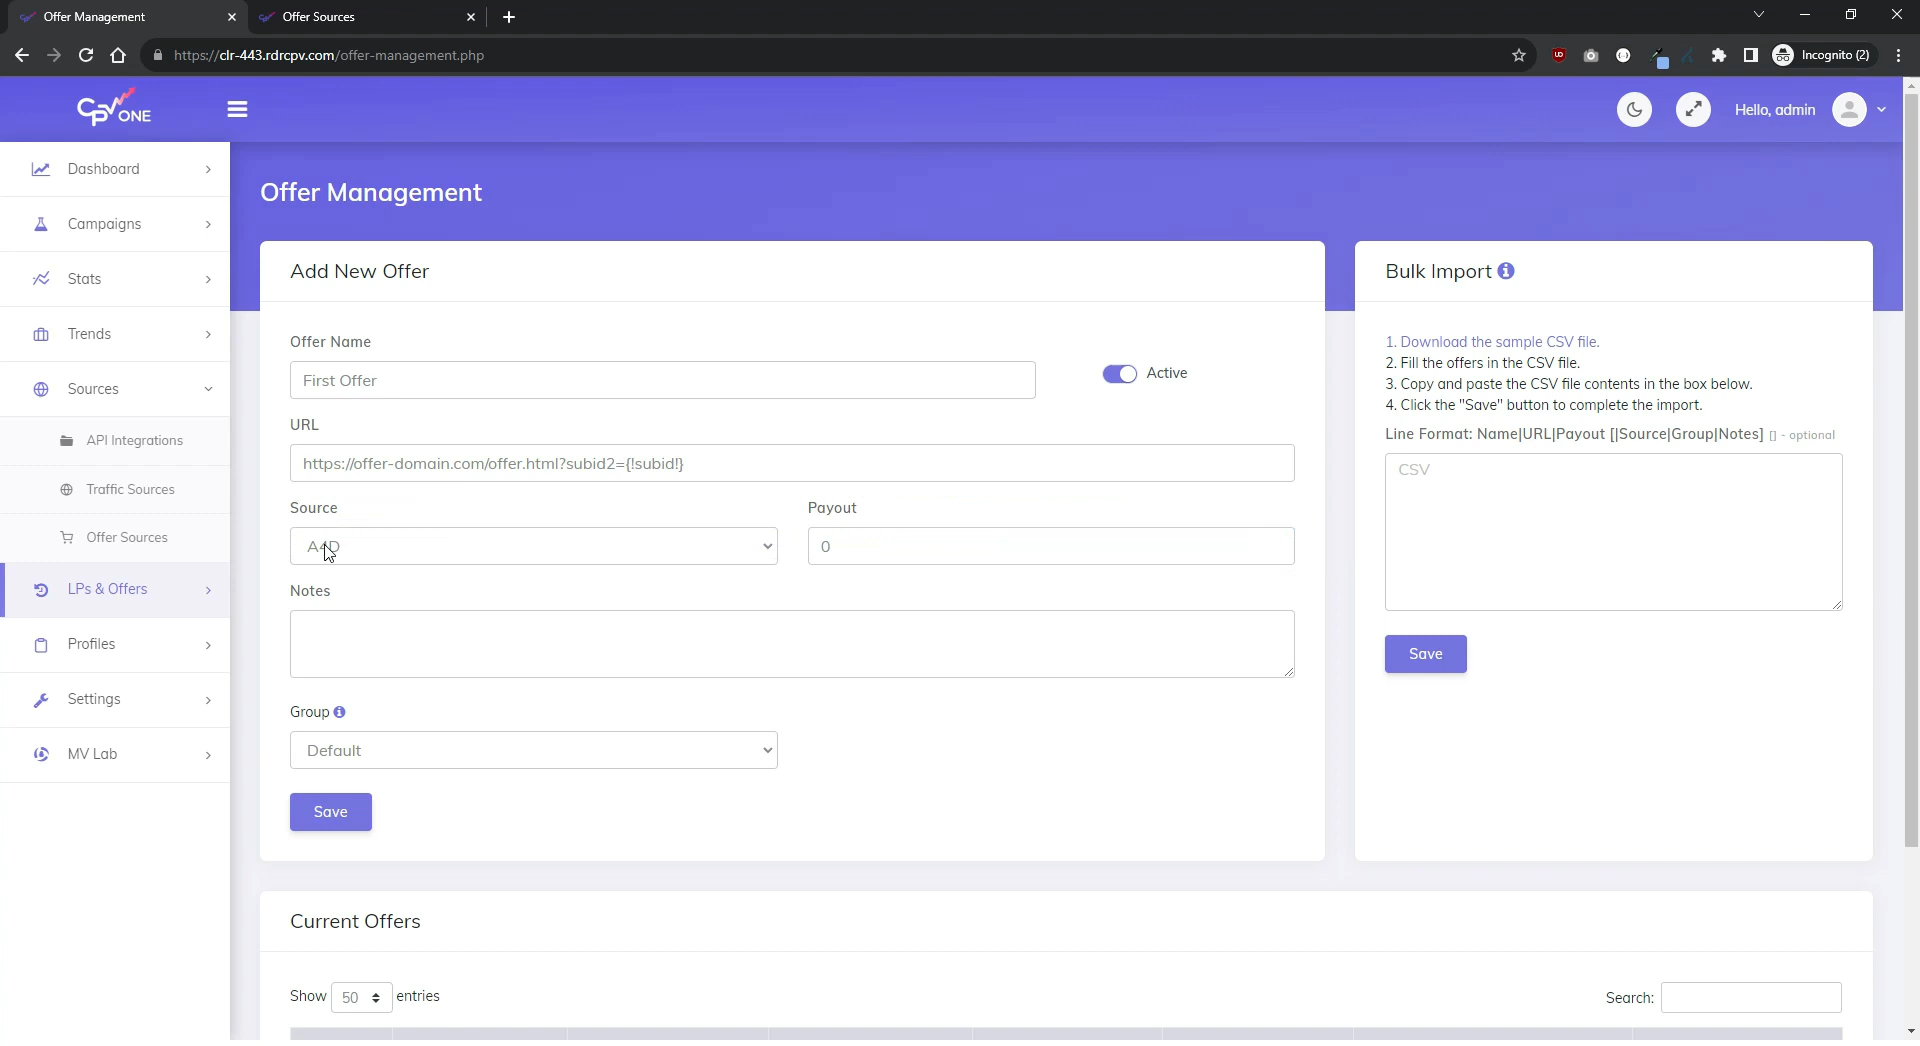 Offer Management
Offer Sources
https://clr-443.rdrcpv.com/offer-management.php
Incognito (2)
CPV ONE
Hello, admin
Dashboard
Campaigns
Stats
Trends
Sources
API Integrations
Traffic Sources
Offer Sources
LPs & Offers
Profiles
Settings
MV Lab
Offer Management
Add New Offer
Offer Name
First Offer
Active
URL
https://offer-domain.com/offer.html?subid2={!subid!}
Source
Payout
A4D
0
Notes
Group
Default
Save
Bulk Import
1. Download the sample CSV file.
2. Fill the offers in the CSV file.
3. Copy and paste the CSV file contents in the box below.
4. Click the "Save" button to complete the import.
Line Format: Name|URL|Payout [|Source|Group|Notes] [] - optional
CSV
Save
Current Offers
Show 50 entries
Search: